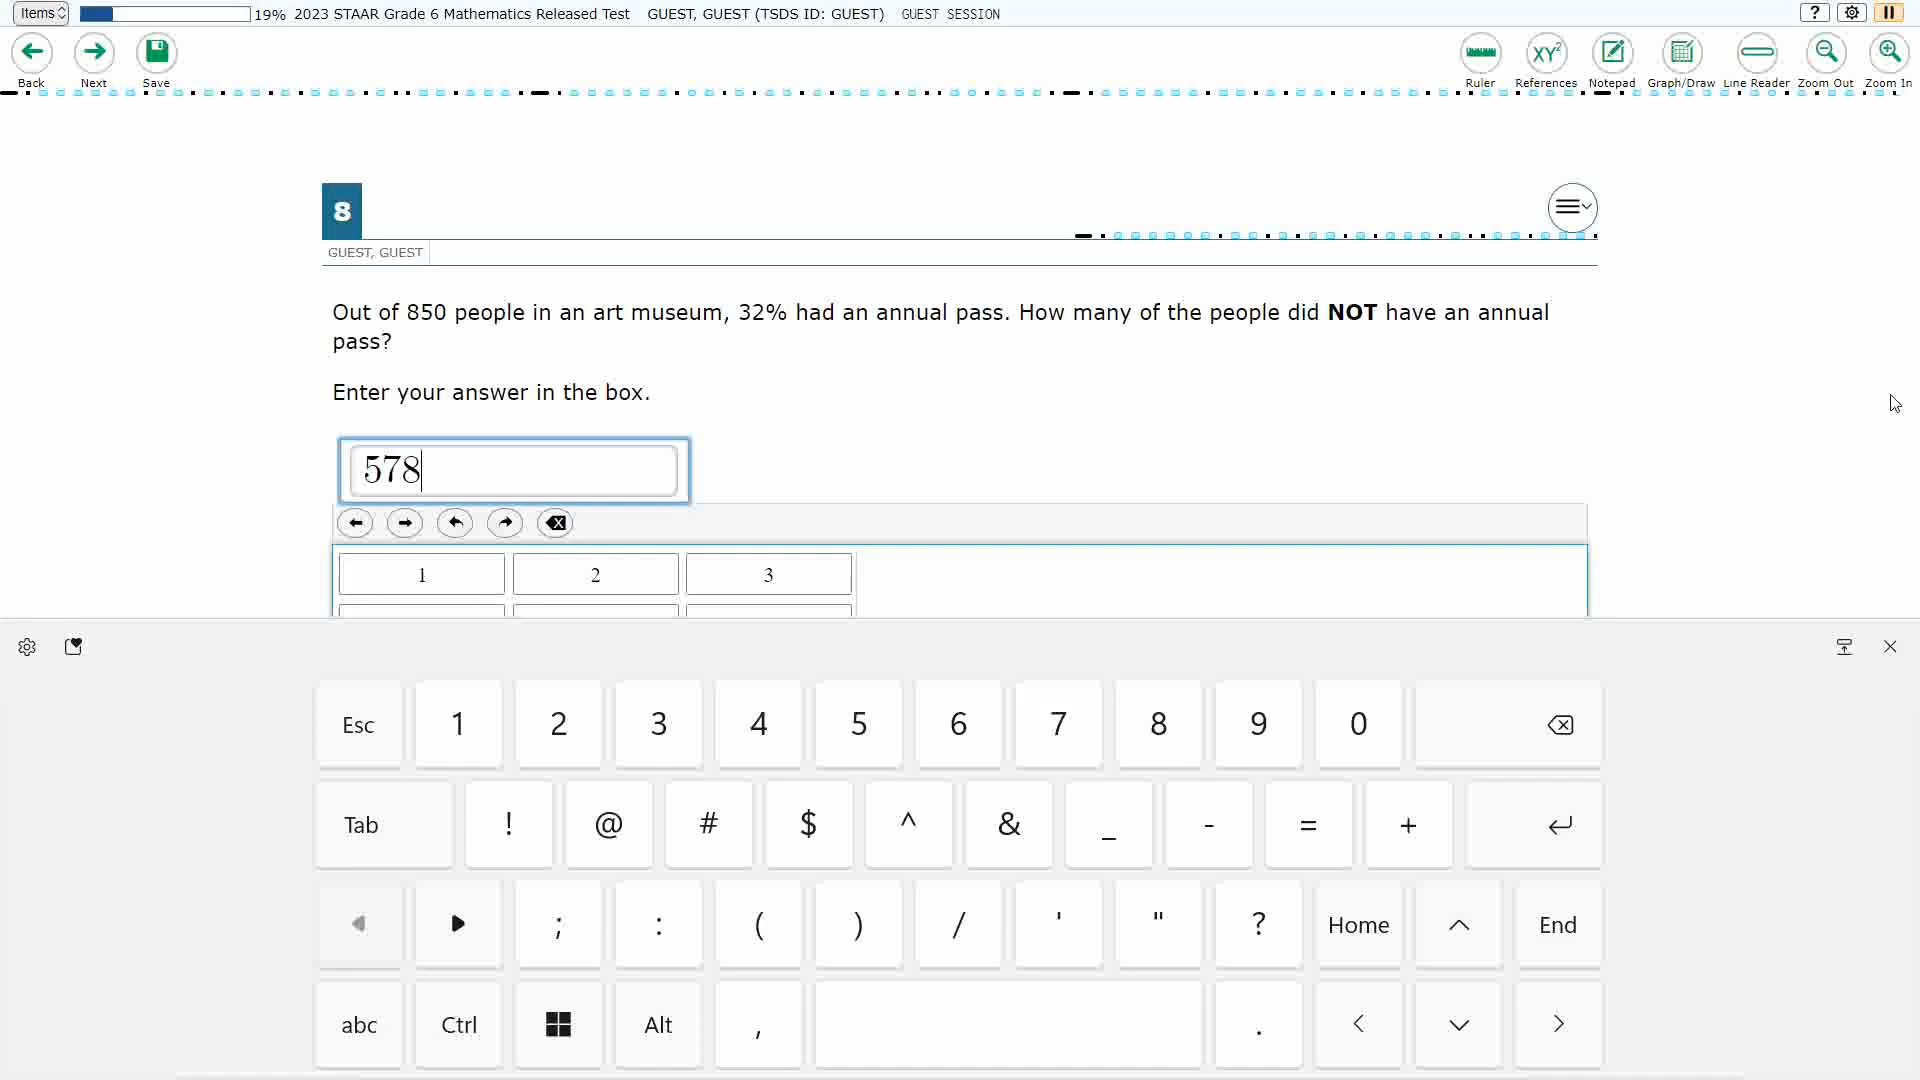 Items 19% 2023 STAAR Grade 6 Mathematics Released Test GUEST, GUEST (TSDS ID: GUEST) GUEST SESSION ?
Back Next Save XY² Ruler References Notepad Graph/Draw Line Reader Zoom Out Zoom In
8
GUEST, GUEST
Out of 850 people in an art museum, 32% had an annual pass. How many of the people did NOT have an annual
pass?
Enter your answer in the box.
578
1 2 3
Esc 1 2 3 4 5 6 7 8 9 0
Tab ! @ # $ ^ & _ - = +
; : ( ) / ' " ? Home End
abc Ctrl Alt , .